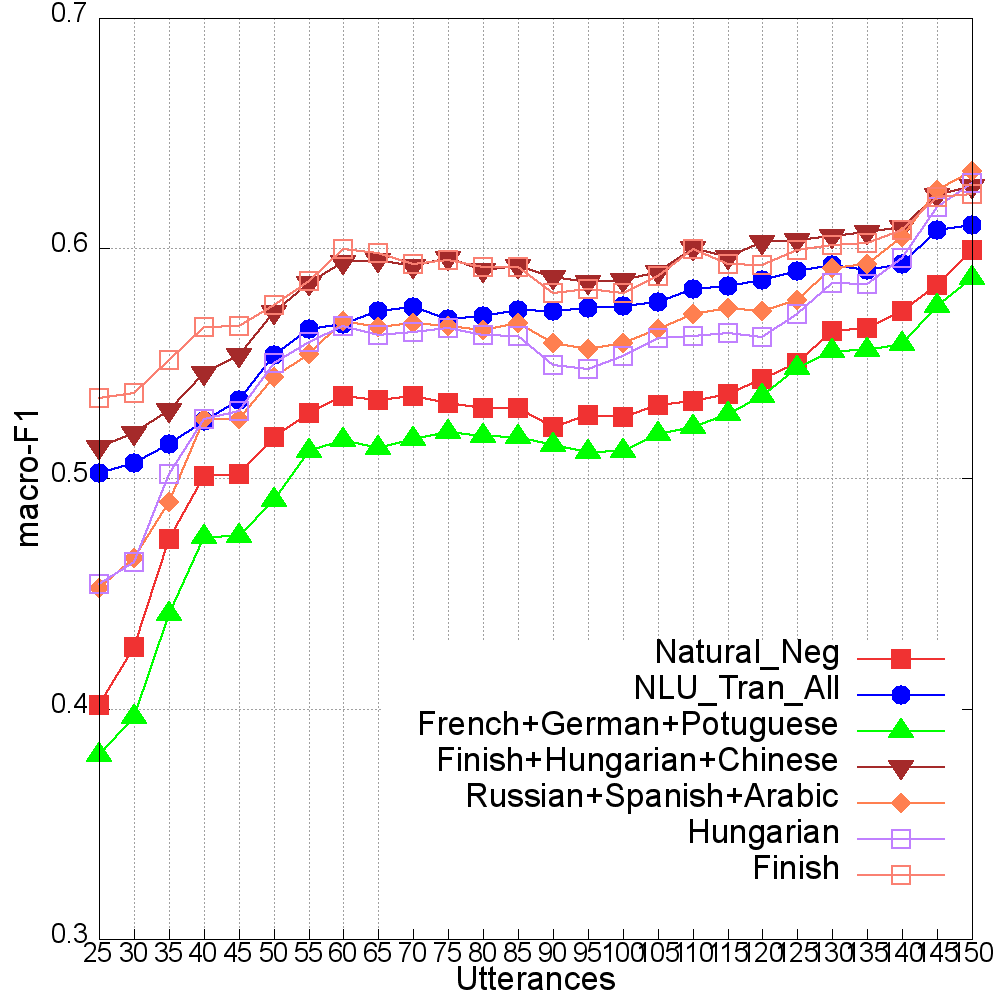 0.7
0.6
0.5
0.4
0.3
macro-F1
25 30 35 40 45 50 55 60 65 70 75 80 85 90 95 100 105 110 115 120 125 130 135 140 145 150
Utterances
Natural_Neg
NLU_Tran_All
French+German+Potuguese
Finish+Hungarian+Chinese
Russian+Spanish+Arabic
Hungarian
Finish